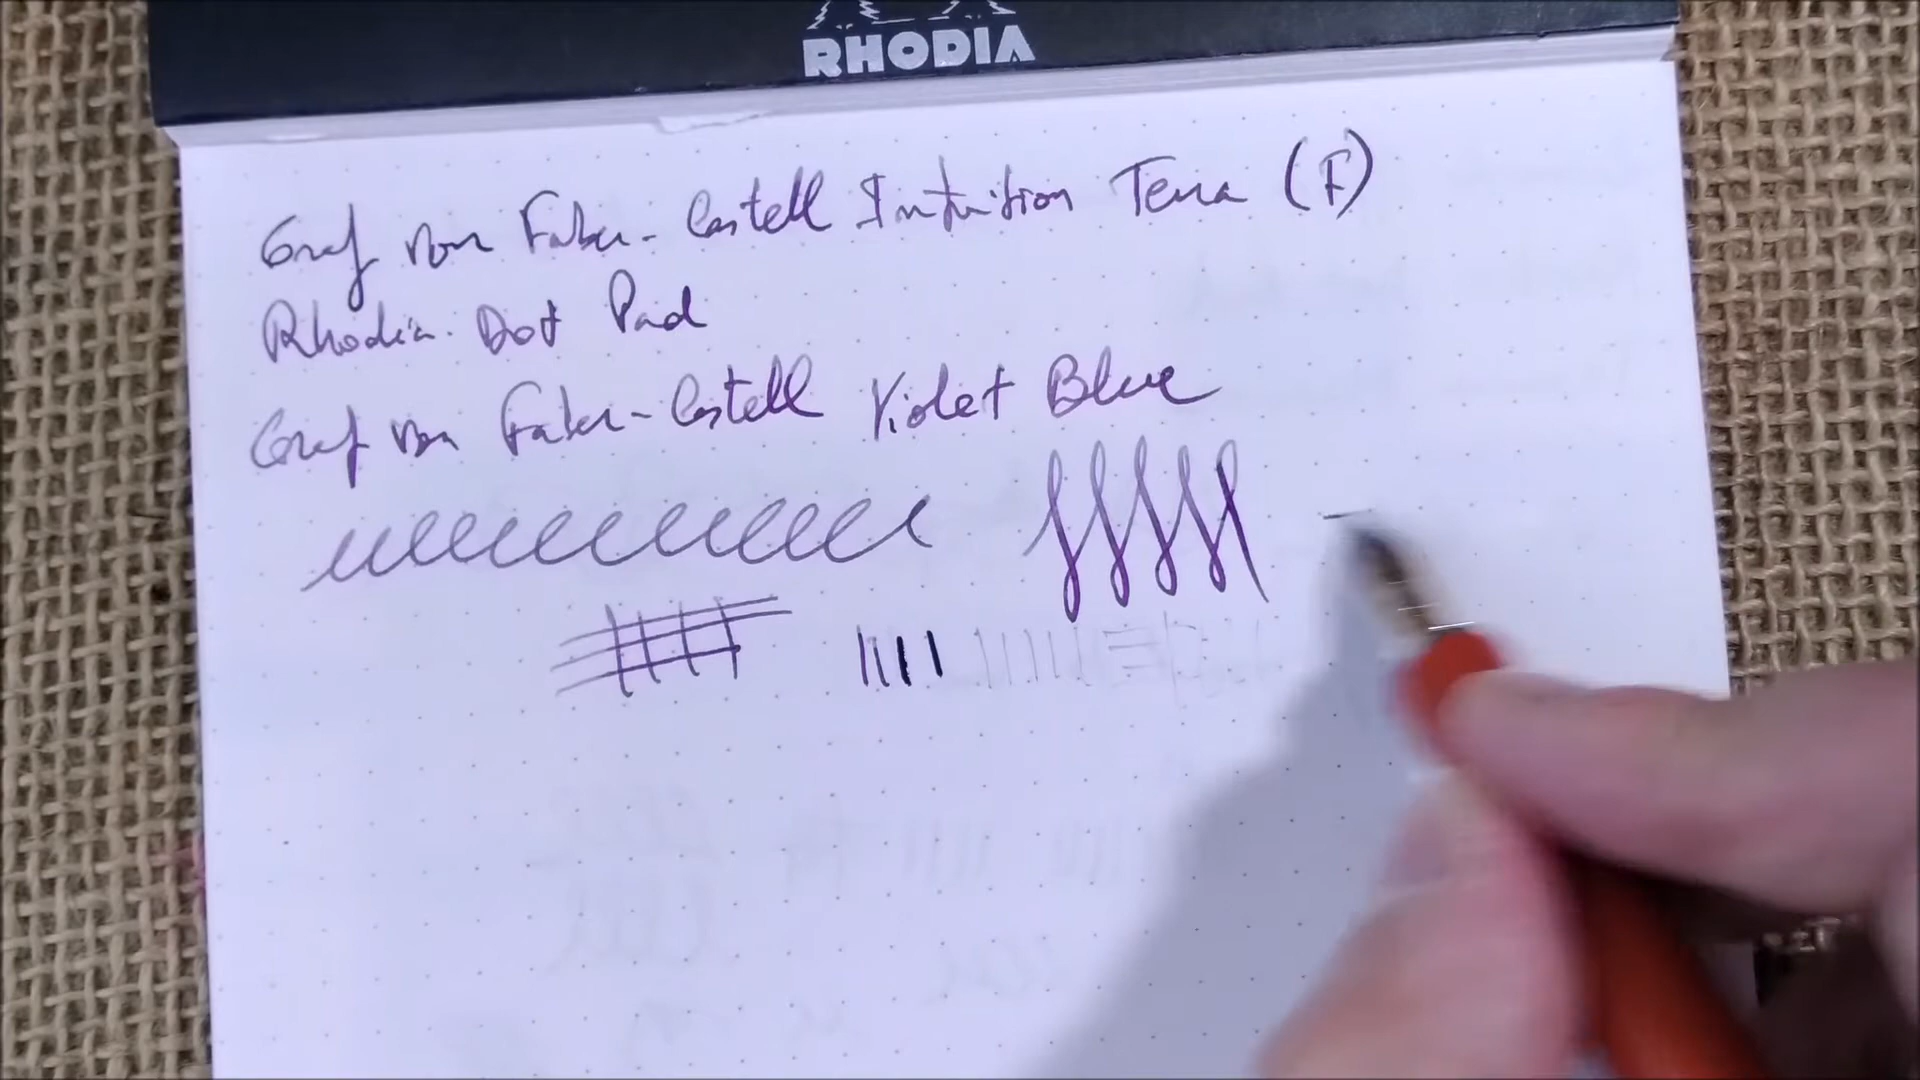 RHODIA
Graf von Faber-Castell Intuition Terra (F)
Rhodia Dot Pad
Graf von Faber-Castell Violet Blue